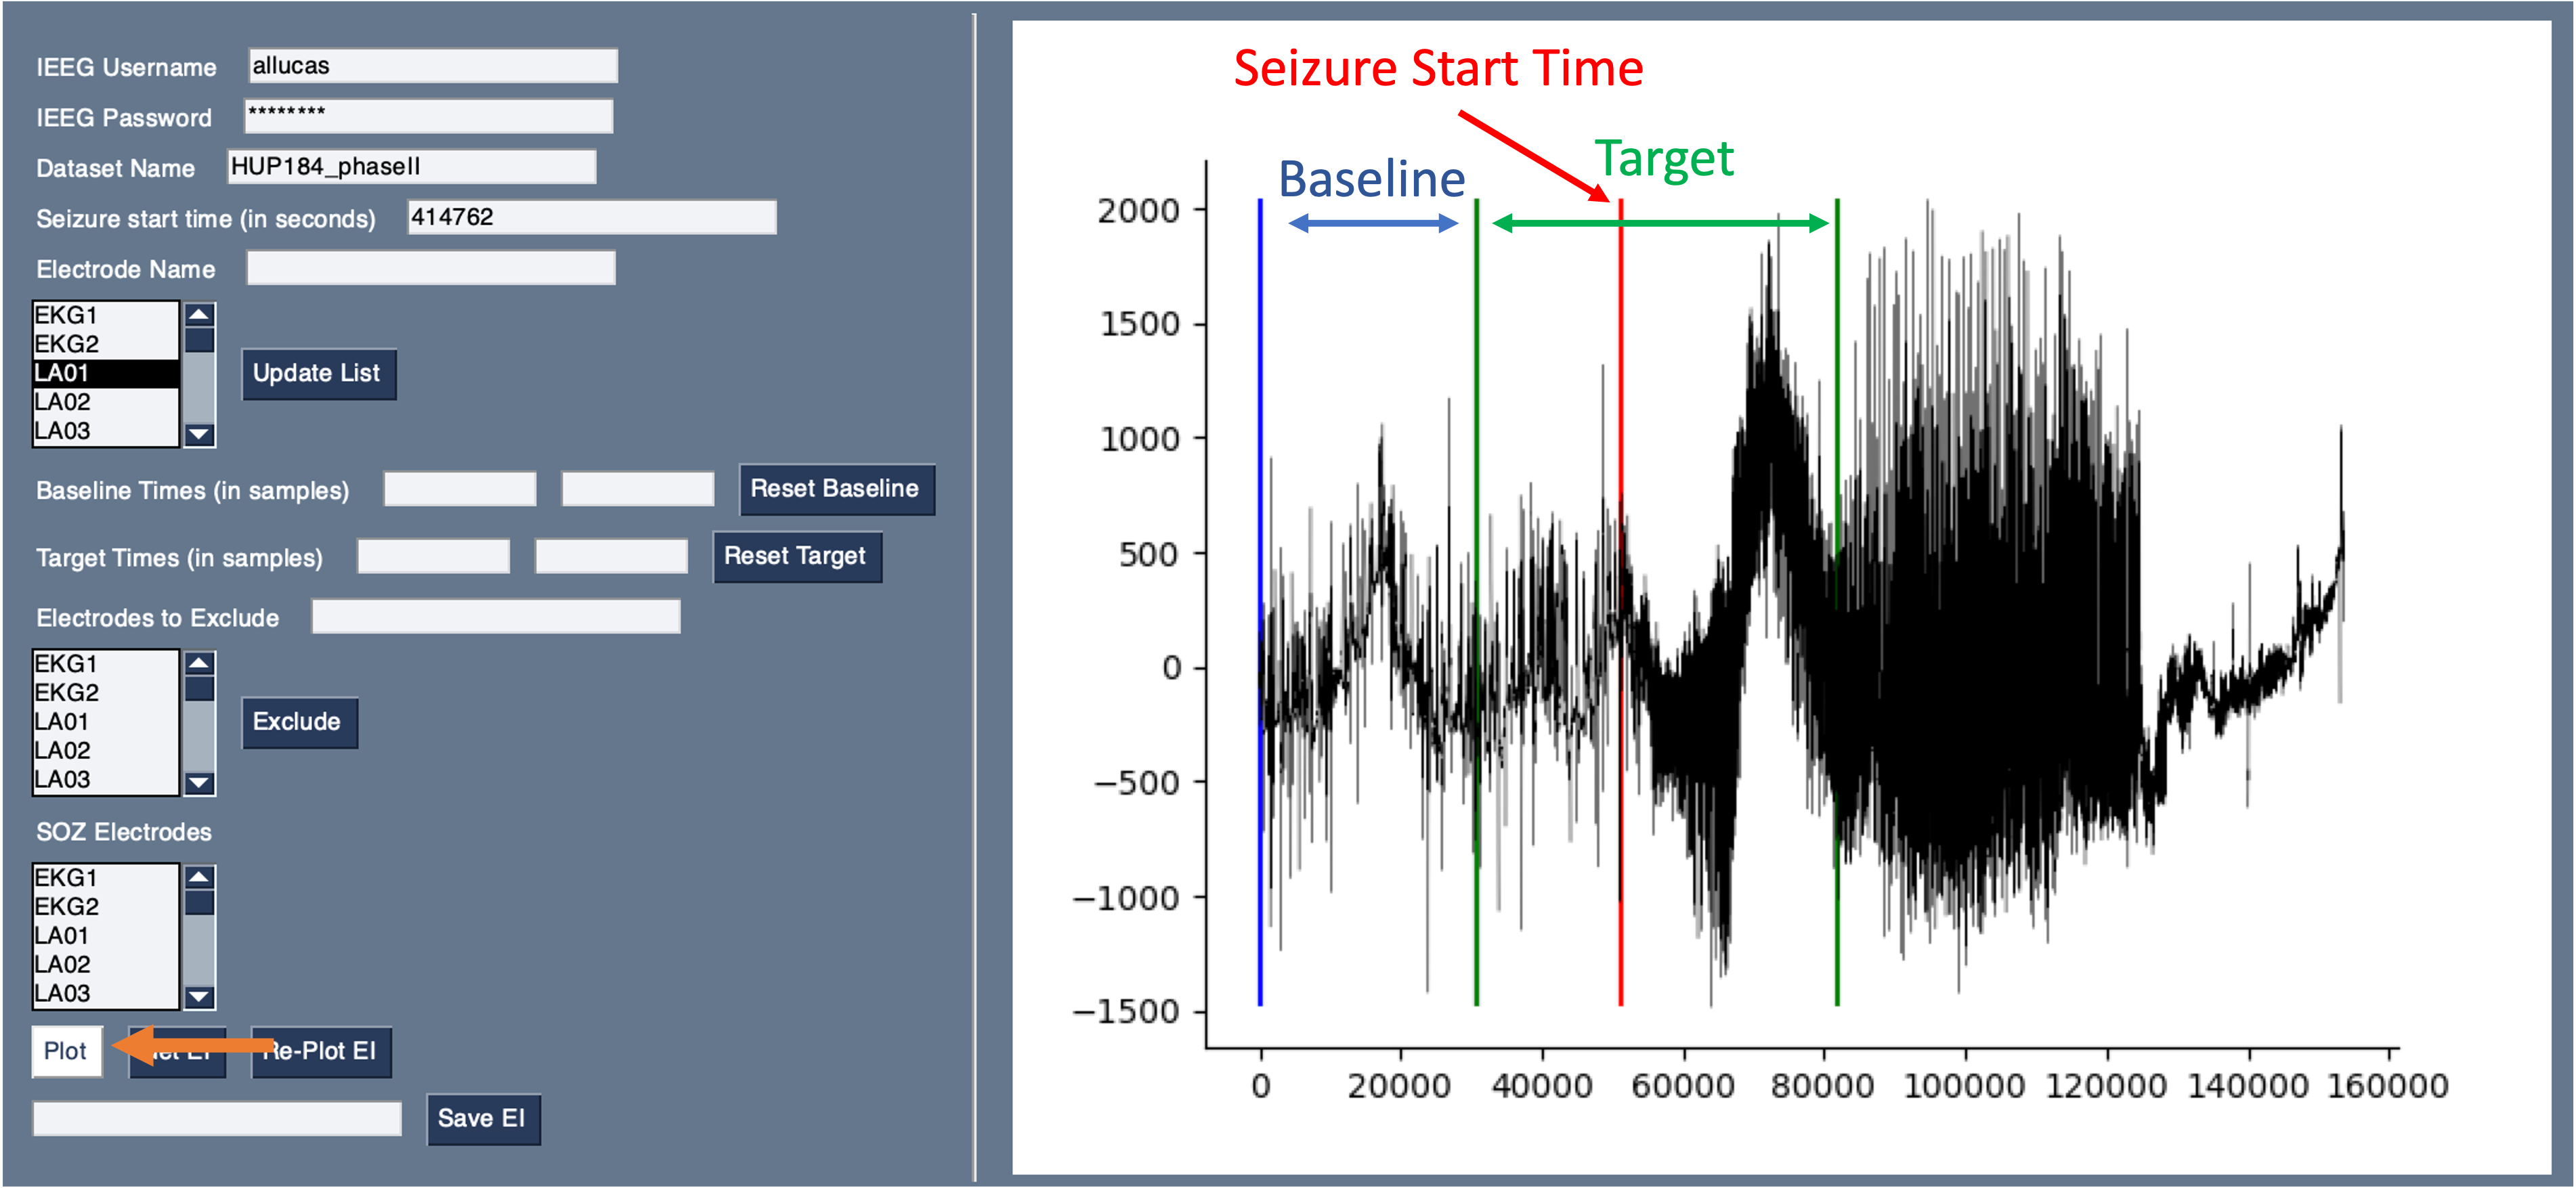 IEEG Username allucas
IEEG Password ********
Dataset Name HUP184_phaseII
Seizure start time (in seconds) 414762
Electrode Name
EKG1
EKG2
LA01
LA02
LA03
Update List
Baseline Times (in samples) Reset Baseline
Target Times (in samples) Reset Target
Electrodes to Exclude
EKG1
EKG2
LA01
LA02
LA03
Exclude
SOZ Electrodes
EKG1
EKG2
LA01
LA02
LA03
Plot EI Re-Plot EI
Save EI
Seizure Start Time
Target
Baseline
2000
1500
1000
500
0
−500
−1000
−1500
0 20000 40000 60000 80000 100000 120000 140000 160000